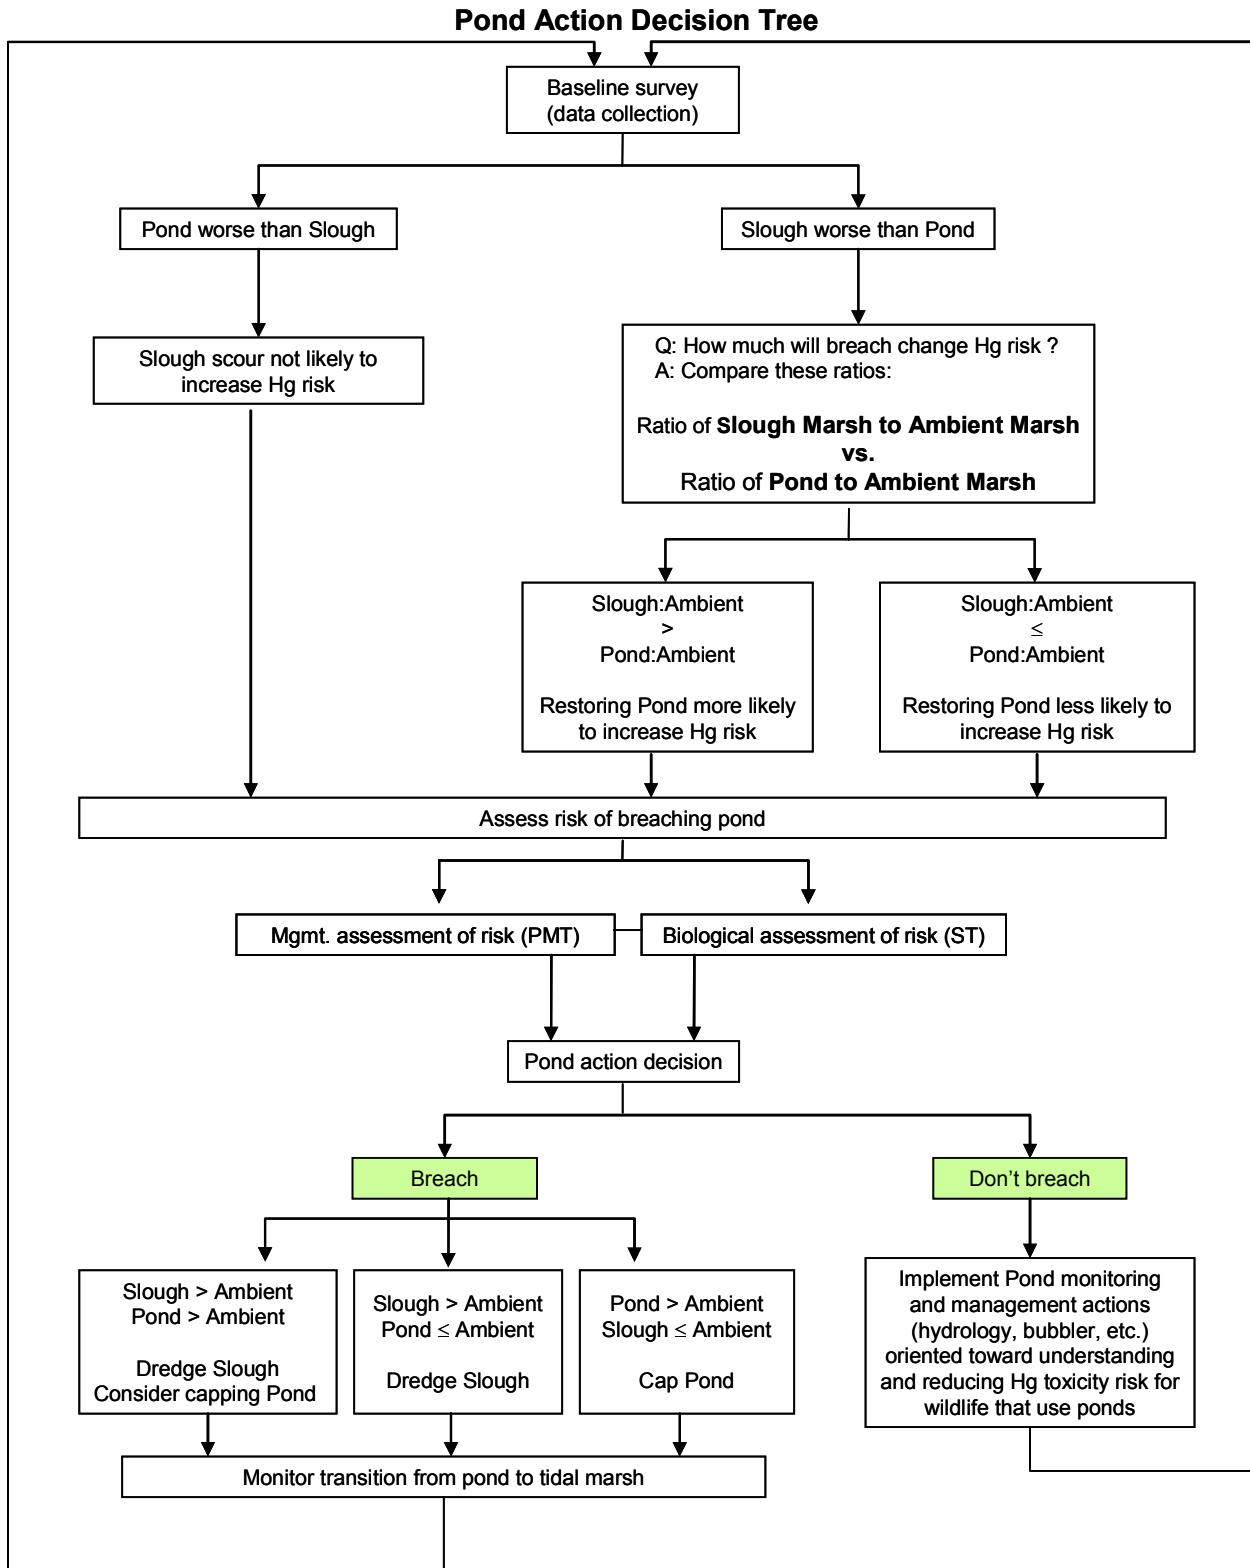 Pond Action Decision Tree
Baseline survey
(data collection)
Pond worse than Slough
Slough worse than Pond
Slough scour not likely to
increase Hg risk
Q: How much will breach change Hg risk ?
A: Compare these ratios:
Ratio of Slough Marsh to Ambient Marsh
vs.
Ratio of Pond to Ambient Marsh
Slough:Ambient
>
Pond:Ambient
Restoring Pond more likely
to increase Hg risk
Slough:Ambient
≤
Pond:Ambient
Restoring Pond less likely to
increase Hg risk
Assess risk of breaching pond
Mgmt. assessment of risk (PMT)
Biological assessment of risk (ST)
Pond action decision
Breach
Don't breach
Slough > Ambient
Pond > Ambient
Dredge Slough
Consider capping Pond
Slough > Ambient
Pond ≤ Ambient
Dredge Slough
Pond > Ambient
Slough ≤ Ambient
Cap Pond
Implement Pond monitoring
and management actions
(hydrology, bubbler, etc.)
oriented toward understanding
and reducing Hg toxicity risk for
wildlife that use ponds
Monitor transition from pond to tidal marsh